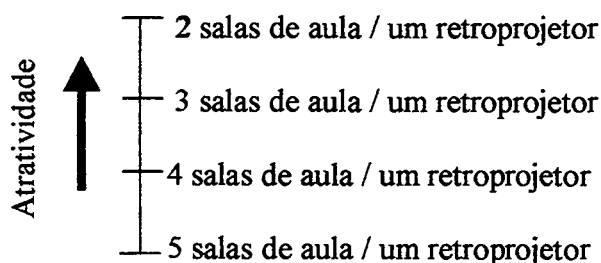 Atratividade
2 salas de aula / um retroprojetor
3 salas de aula / um retroprojetor
4 salas de aula / um retroprojetor
5 salas de aula / um retroprojetor